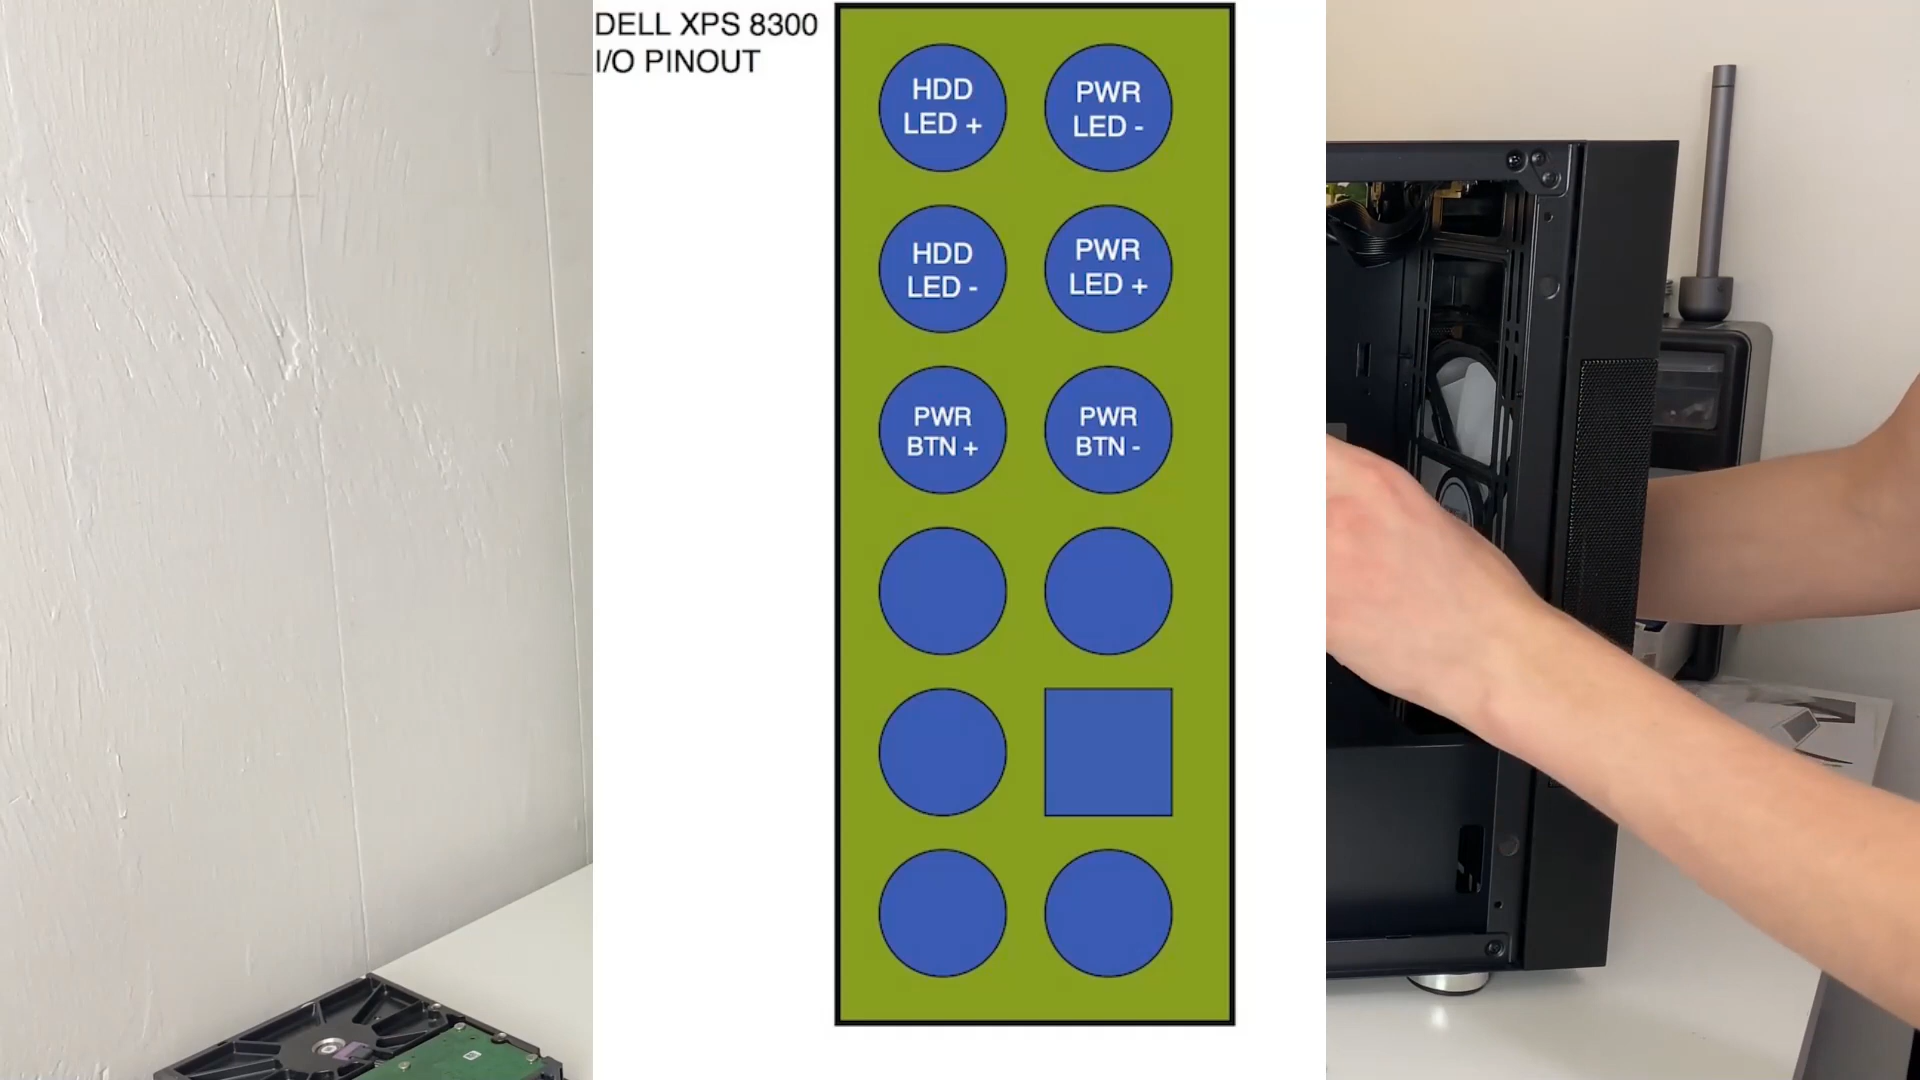 DELL XPS 8300
I/O PINOUT
HDD
LED +
PWR
LED -
HDD
LED -
PWR
LED +
PWR
BTN +
PWR
BTN -